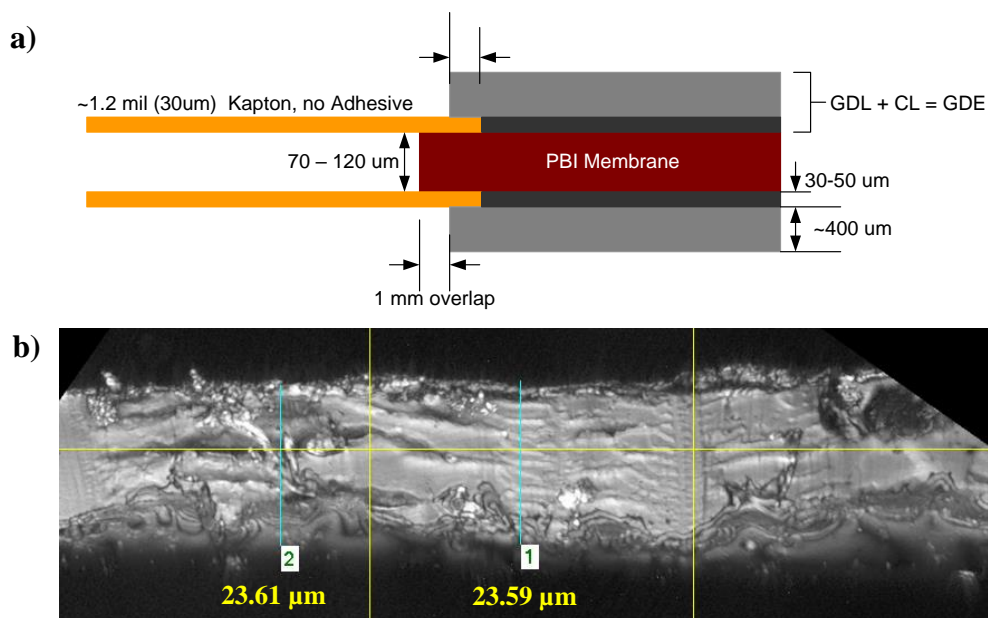 a)
~1.2 mil (30um) Kapton, no Adhesive
GDL + CL = GDE
70 – 120 um
PBI Membrane
30-50 um
~400 um
1 mm overlap
b)
2
1
23.61 µm
23.59 µm